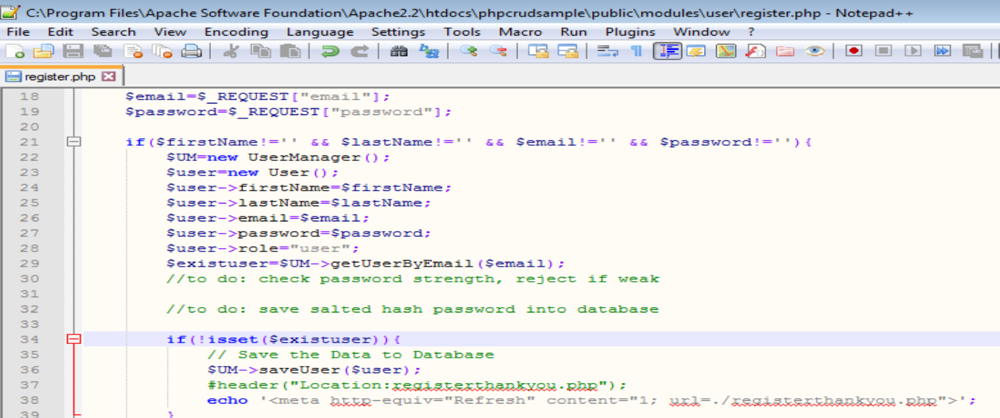 C:\Program Files\Apache Software Foundation\Apache2.2\htdocs\phpcrudsample\public\modules\user\register.php - Notepad++
File Edit Search View Encoding Language Settings Tools Macro Run Plugins Window ?
register.php
18 $email=$_REQUEST["email"];
19 $password=$_REQUEST["password"];
20
21 if($firstName!='' && $lastName!='' && $email!='' && $password!=''){
22 $UM=new UserManager();
23 $user=new User();
24 $user->firstName=$firstName;
25 $user->lastName=$lastName;
26 $user->email=$email;
27 $user->password=$password;
28 $user->role="user";
29 $existuser=$UM->getUserByEmail($email);
30 //to do: check password strength, reject if weak
31
32 //to do: save salted hash password into database
33
34 if(!isset($existuser)){
35 // Save the Data to Database
36 $UM->saveUser($user);
37 #header("Location:registerthankyou.php");
38 echo '<meta http-equiv="Refresh" content="1; url=./registerthankyou.php">';
39 }